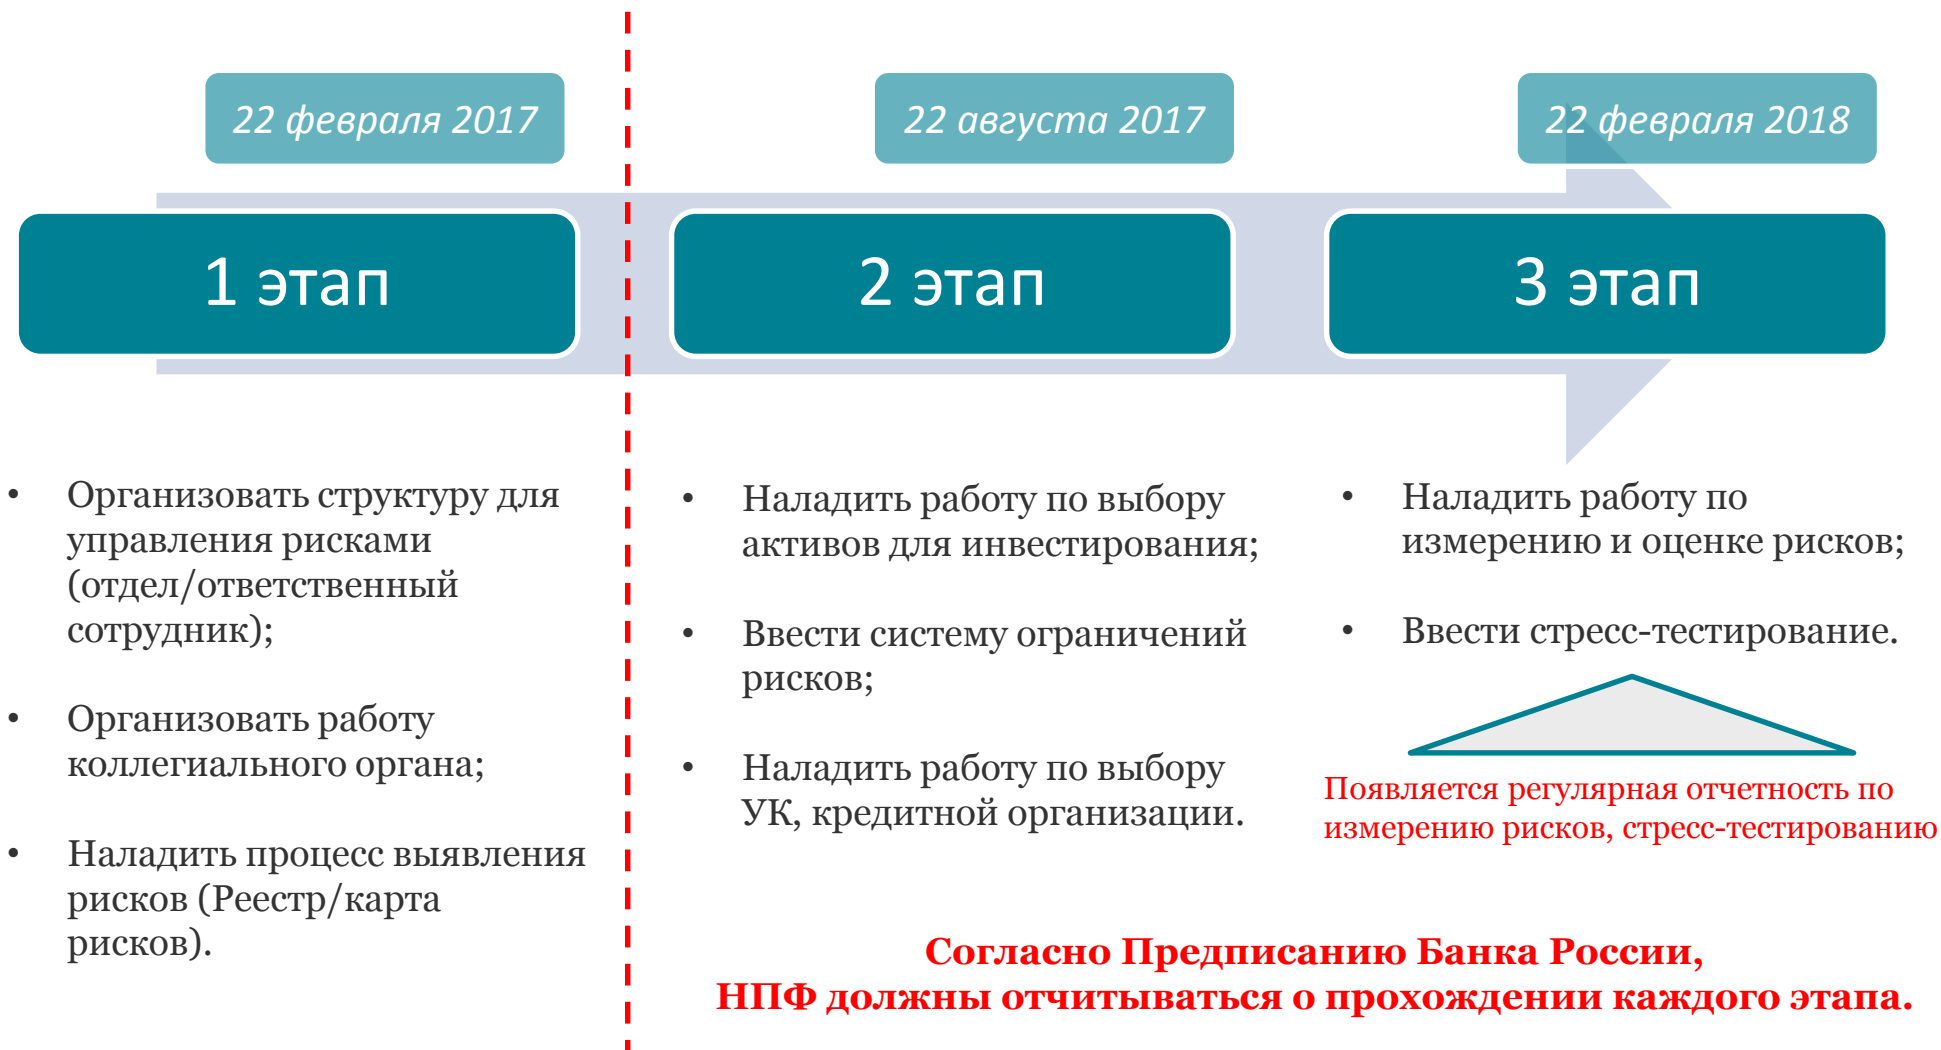 22 февраля 2017
22 августа 2017
22 февраля 2018
1 этап
2 этап
3 этап
• Организовать структуру для
управления рисками
(отдел/ответственный
сотрудник);
• Организовать работу
коллегиального органа;
• Наладить процесс выявления
рисков (Реестр/карта
рисков).
• Наладить работу по выбору
активов для инвестирования;
• Ввести систему ограничений
рисков;
• Наладить работу по выбору
УК, кредитной организации.
• Наладить работу по
измерению и оценке рисков;
• Ввести стресс-тестирование.
Появляется регулярная отчетность по
измерению рисков, стресс-тестированию
Согласно Предписанию Банка России,
НПФ должны отчитываться о прохождении каждого этапа.